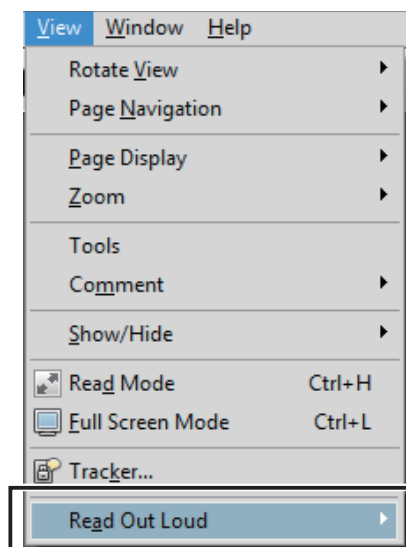 View Window Help
Rotate View
Page Navigation
Page Display
Zoom
Tools
Comment
Show/Hide
Read Mode Ctrl+H
Full Screen Mode Ctrl+L
Tracker...
Read Out Loud